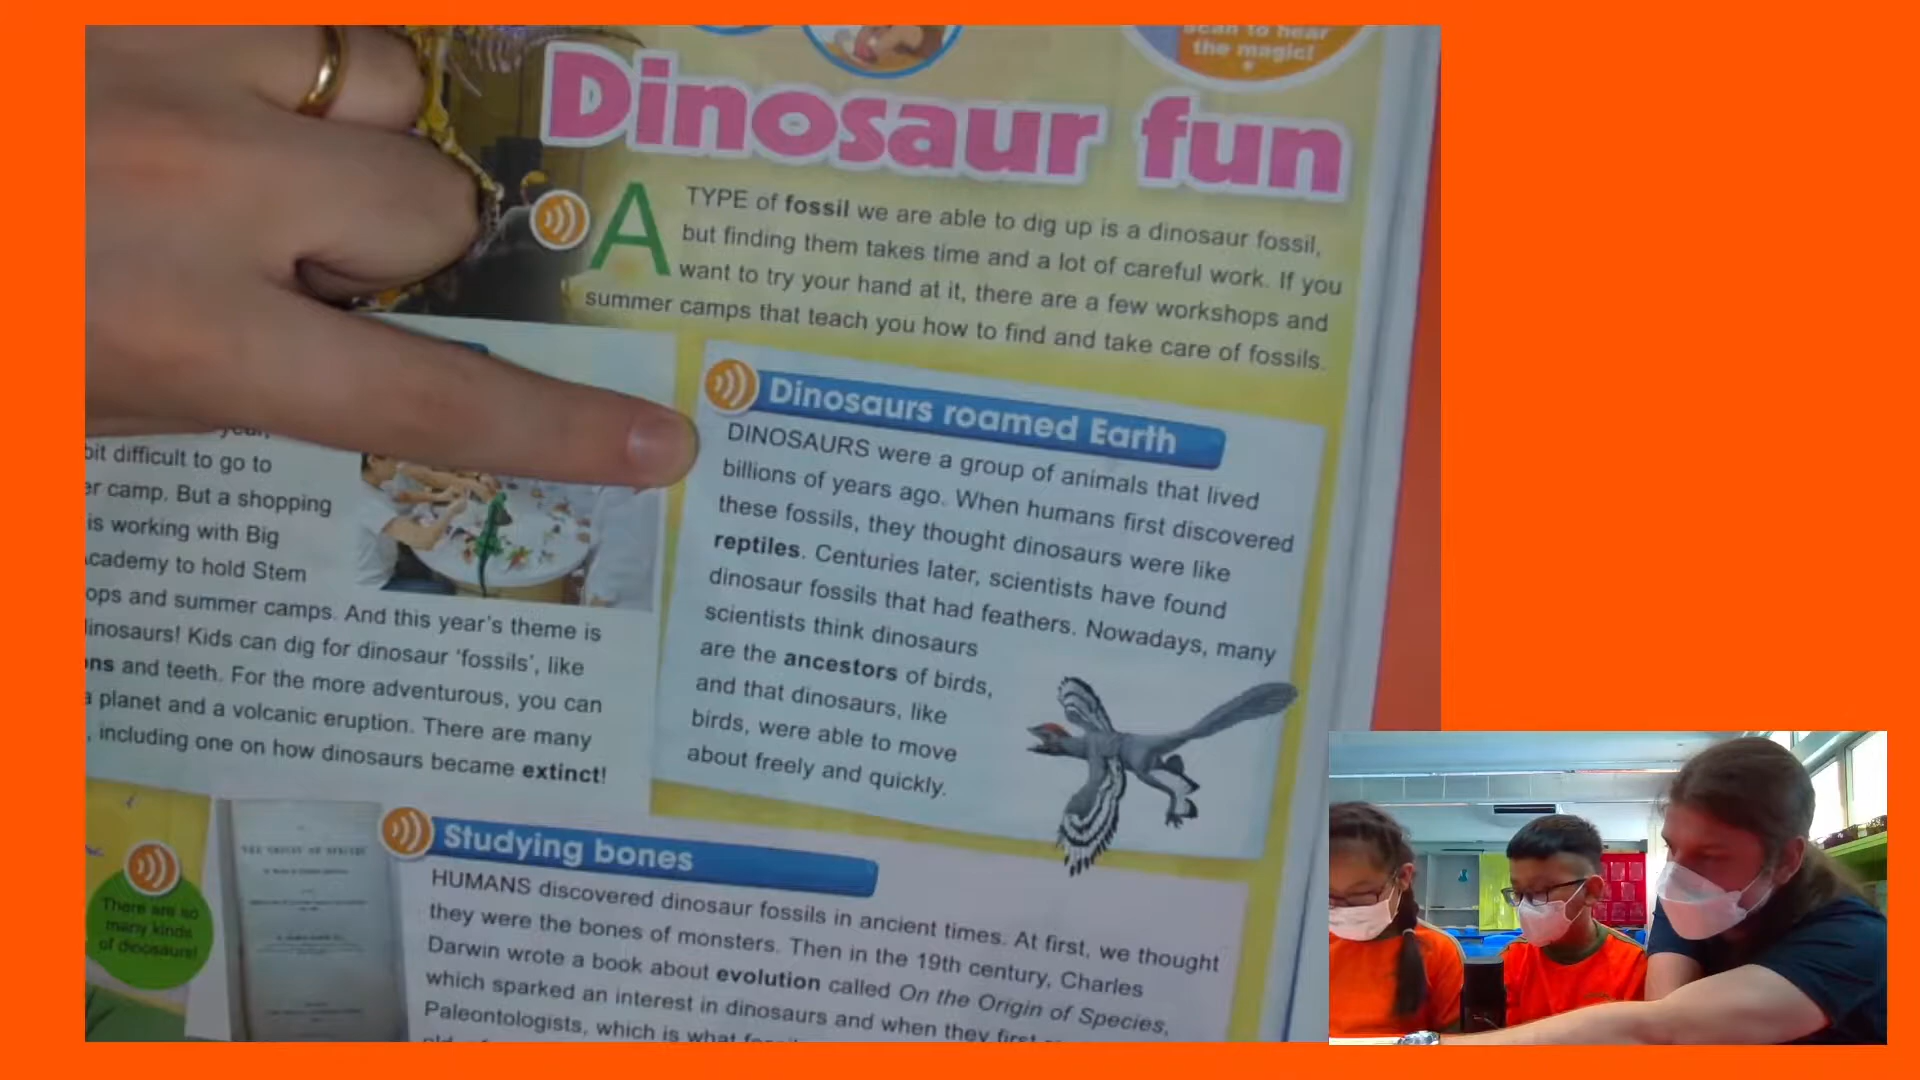 scan to hear
the magic!
Dinosaur fun
A TYPE of fossil we are able to dig up is a dinosaur fossil,
but finding them takes time and a lot of careful work. If you
want to try your hand at it, there are a few workshops and
summer camps that teach you how to find and take care of fossils.
year,
bit difficult to go to
er camp. But a shopping
is working with Big
cademy to hold Stem
ops and summer camps. And this year's theme is
dinosaurs! Kids can dig for dinosaur 'fossils', like
ons and teeth. For the more adventurous, you can
a planet and a volcanic eruption. There are many
, including one on how dinosaurs became extinct!
Dinosaurs roamed Earth
DINOSAURS were a group of animals that lived
billions of years ago. When humans first discovered
these fossils, they thought dinosaurs were like
reptiles. Centuries later, scientists have found
dinosaur fossils that had feathers. Nowadays, many
scientists think dinosaurs
are the ancestors of birds,
and that dinosaurs, like
birds, were able to move
about freely and quickly.
There are so
many kinds
of dinosaurs!
Studying bones
HUMANS discovered dinosaur fossils in ancient times. At first, we thought
they were the bones of monsters. Then in the 19th century, Charles
Darwin wrote a book about evolution called On the Origin of Species,
which sparked an interest in dinosaurs and when they first
Paleontologists, which is what